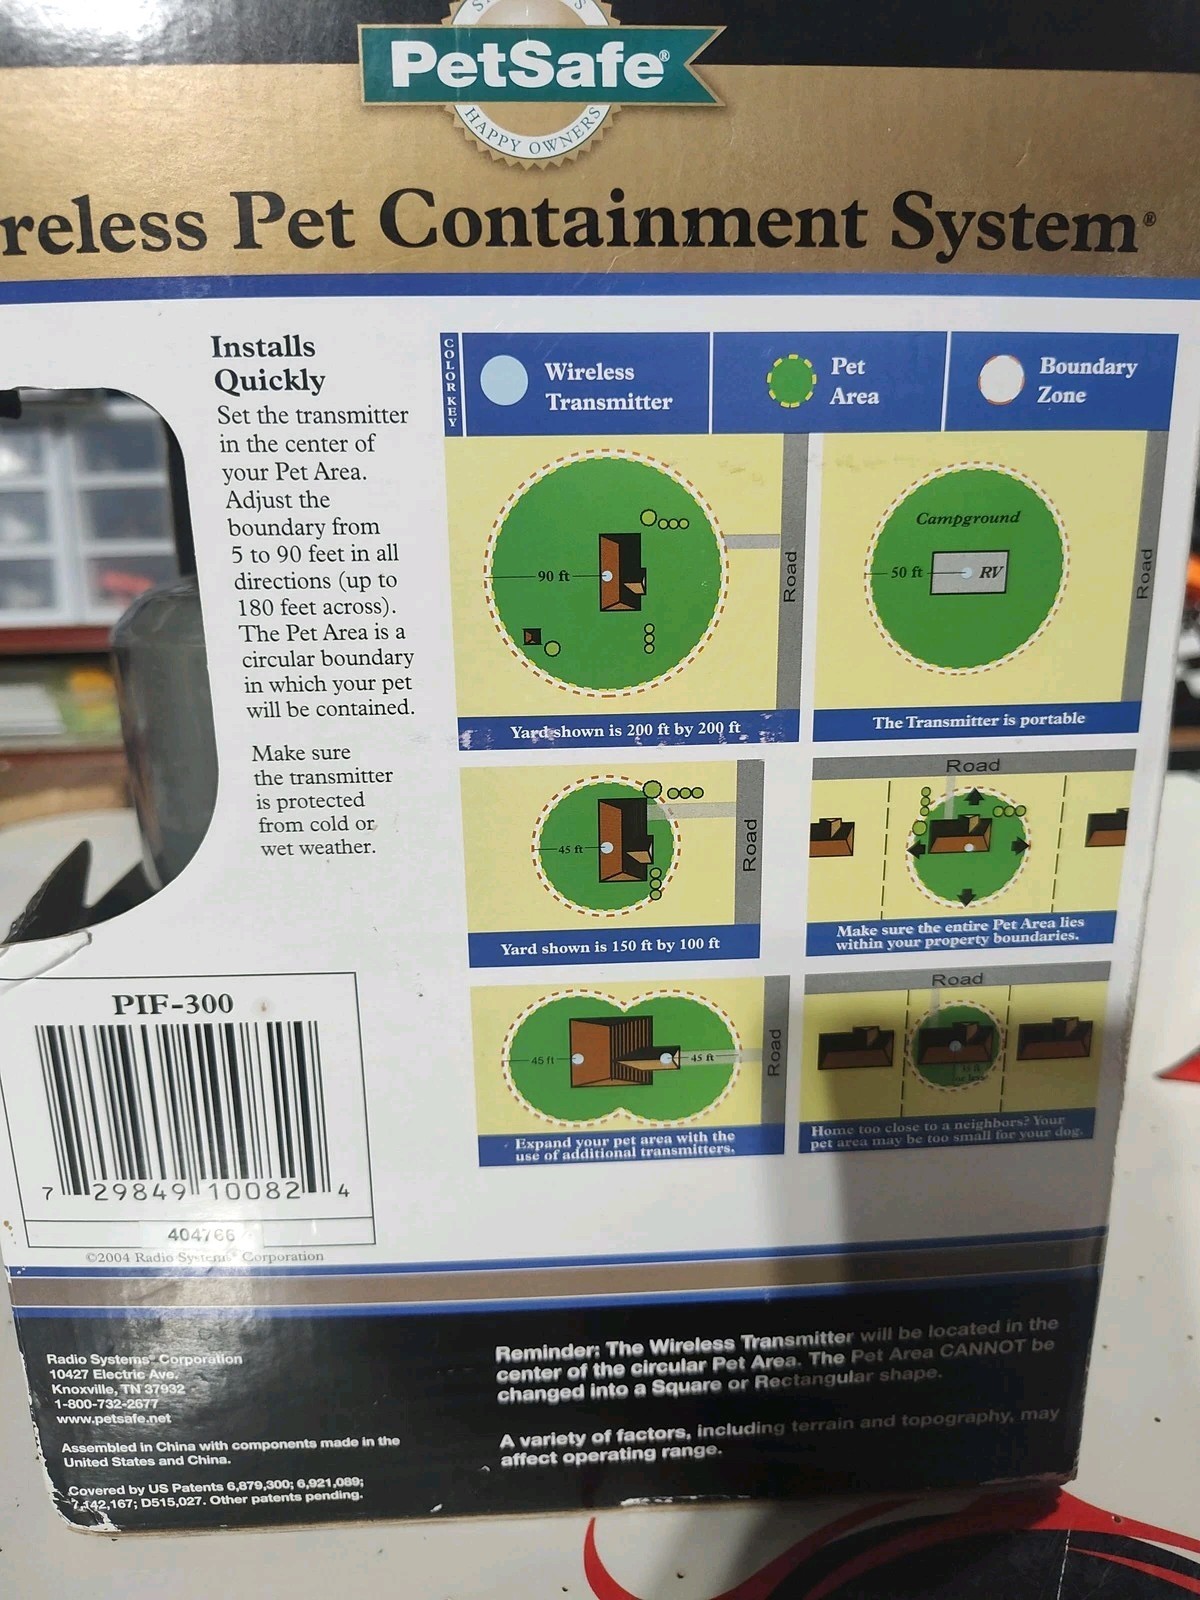 PetSafe®
HAPPY OWNERS
reless Pet Containment System®
Installs
Quickly
Set the transmitter
in the center of
your Pet Area.
Adjust the
boundary from
5 to 90 feet in all
directions (up to
180 feet across).
The Pet Area is a
circular boundary
in which your pet
will be contained.
Make sure
the transmitter
is protected
from cold or
wet weather.
COLOR KEY
Wireless
Transmitter
Pet
Area
Boundary
Zone
90 ft
Road
Yard shown is 200 ft by 200 ft
Campground
50 ft
RV
Road
The Transmitter is portable
45 ft
Road
Yard shown is 150 ft by 100 ft
Road
Make sure the entire Pet Area lies
within your property boundaries.
45 ft
45 ft
Road
Expand your pet area with the
use of additional transmitters.
Road
Home too close to a neighbors? Your
pet area may be too small for your dog.
PIF-300
7 29849 10082 4
404766
©2004 Radio Systems® Corporation
Radio Systems® Corporation
10427 Electric Ave.
Knoxville, TN 37932
1-800-732-2677
www.petsafe.net
Assembled in China with components made in the
United States and China.
Covered by US Patents 6,879,300; 6,921,089;
7,142,167; D515,027. Other patents pending.
Reminder: The Wireless Transmitter will be located in the
center of the circular Pet Area. The Pet Area CANNOT be
changed into a Square or Rectangular shape.
A variety of factors, including terrain and topography, may
affect operating range.